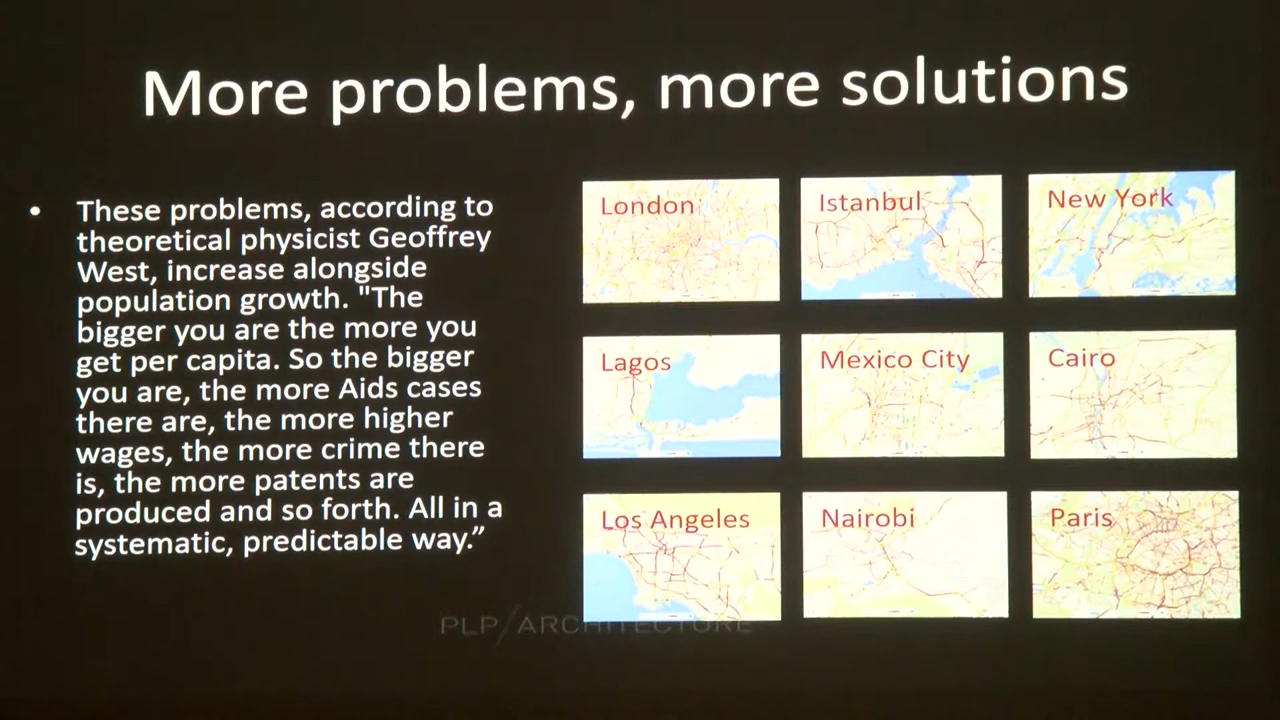 More problems, more solutions
• These problems, according to
theoretical physicist Geoffrey
West, increase alongside
population growth. "The
bigger you are the more you
get per capita. So the bigger
you are, the more Aids cases
there are, the more higher
wages, the more crime there
is, the more patents are
produced and so forth. All in a
systematic, predictable way.”
London
Istanbul
New York
Lagos
Mexico City
Cairo
Los Angeles
Nairobi
Paris
PLP/ARCHITECTURE